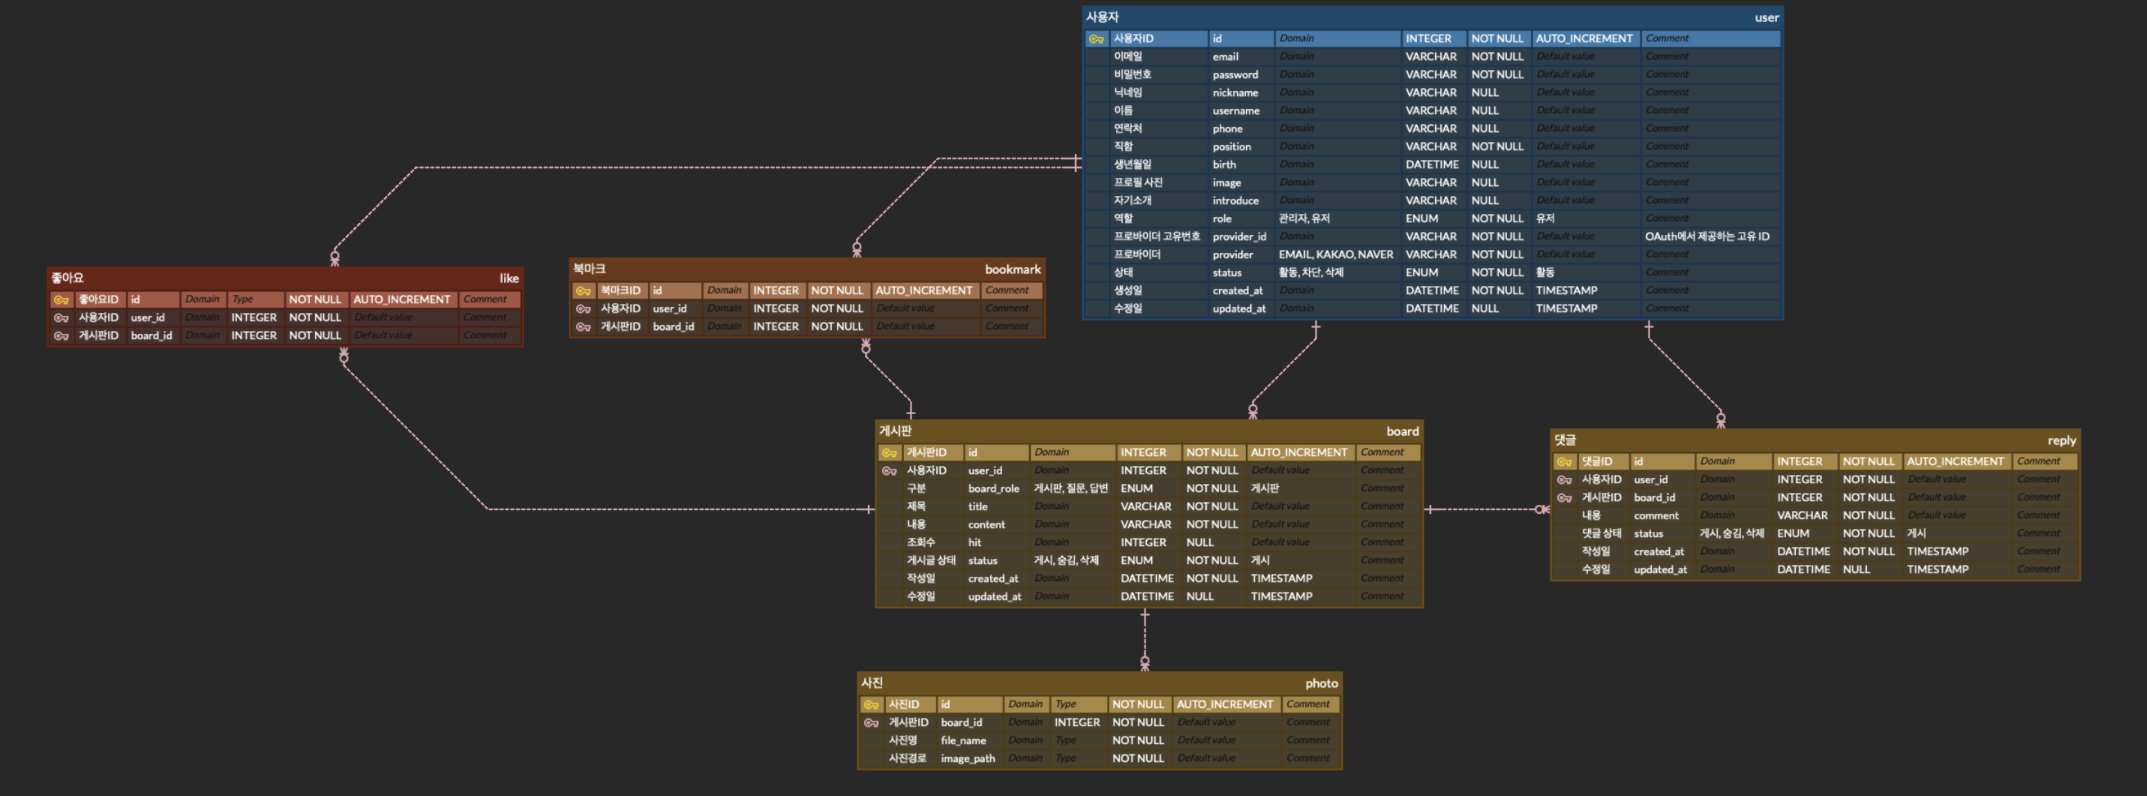 사용자 user
사용자ID id Domain INTEGER NOT NULL AUTO_INCREMENT Comment
이메일 email Domain VARCHAR NOT NULL Default value Comment
비밀번호 password Domain VARCHAR NOT NULL Default value Comment
닉네임 nickname Domain VARCHAR NULL Default value Comment
이름 username Domain VARCHAR NULL Default value Comment
연락처 phone Domain VARCHAR NULL Default value Comment
직함 position Domain VARCHAR NOT NULL Default value Comment
생년월일 birth Domain DATETIME NULL Default value Comment
프로필 사진 image Domain VARCHAR NULL Default value Comment
자기소개 introduce Domain VARCHAR NULL Default value Comment
역할 role 관리자, 유저 ENUM NOT NULL 유저 Comment
프로바이더 고유번호 provider_id Domain VARCHAR NOT NULL Default value OAuth에서 제공하는 고유 ID
프로바이더 provider EMAIL, KAKAO, NAVER VARCHAR NOT NULL Default value Comment
상태 status 활동, 차단, 삭제 ENUM NOT NULL 활동 Comment
생성일 created_at Domain DATETIME NOT NULL TIMESTAMP Comment
수정일 updated_at Domain DATETIME NULL TIMESTAMP Comment
좋아요 like
좋아요ID id Domain Type NOT NULL AUTO_INCREMENT Comment
사용자ID user_id Domain INTEGER NOT NULL Default value Comment
게시판ID board_id Domain INTEGER NOT NULL Default value Comment
북마크 bookmark
북마크ID id Domain INTEGER NOT NULL AUTO_INCREMENT Comment
사용자ID user_id Domain INTEGER NOT NULL Default value Comment
게시판ID board_id Domain INTEGER NOT NULL Default value Comment
게시판 board
게시판ID id Domain INTEGER NOT NULL AUTO_INCREMENT Comment
사용자ID user_id Domain INTEGER NOT NULL Default value Comment
구분 board_role 게시판, 질문, 답변 ENUM NOT NULL 게시판 Comment
제목 title Domain VARCHAR NOT NULL Default value Comment
내용 content Domain VARCHAR NOT NULL Default value Comment
조회수 hit Domain INTEGER NULL Default value Comment
게시글 상태 status 게시, 숨김, 삭제 ENUM NOT NULL 게시 Comment
작성일 created_at Domain DATETIME NOT NULL TIMESTAMP Comment
수정일 updated_at Domain DATETIME NULL TIMESTAMP Comment
댓글 reply
댓글ID id Domain INTEGER NOT NULL AUTO_INCREMENT Comment
사용자ID user_id Domain INTEGER NOT NULL Default value Comment
게시판ID board_id Domain INTEGER NOT NULL Default value Comment
내용 comment Domain VARCHAR NOT NULL Default value Comment
댓글 상태 status 게시, 숨김, 삭제 ENUM NOT NULL 게시 Comment
작성일 created_at Domain DATETIME NOT NULL TIMESTAMP Comment
수정일 updated_at Domain DATETIME NULL TIMESTAMP Comment
사진 photo
사진ID id Domain Type NOT NULL AUTO_INCREMENT Comment
게시판ID board_id Domain INTEGER NOT NULL Default value Comment
사진명 file_name Domain Type NOT NULL Default value Comment
사진경로 image_path Domain Type NOT NULL Default value Comment